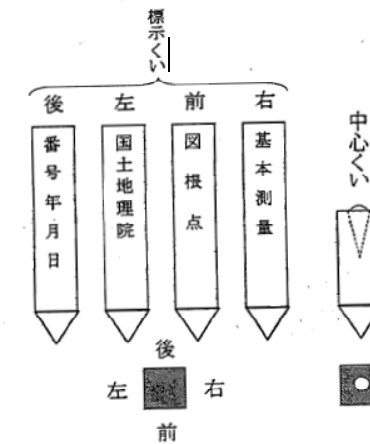 標示くい
後
左
前
右
番号年月日
国土地理院
図根点
基本測量
中心くい
後
左
右
前